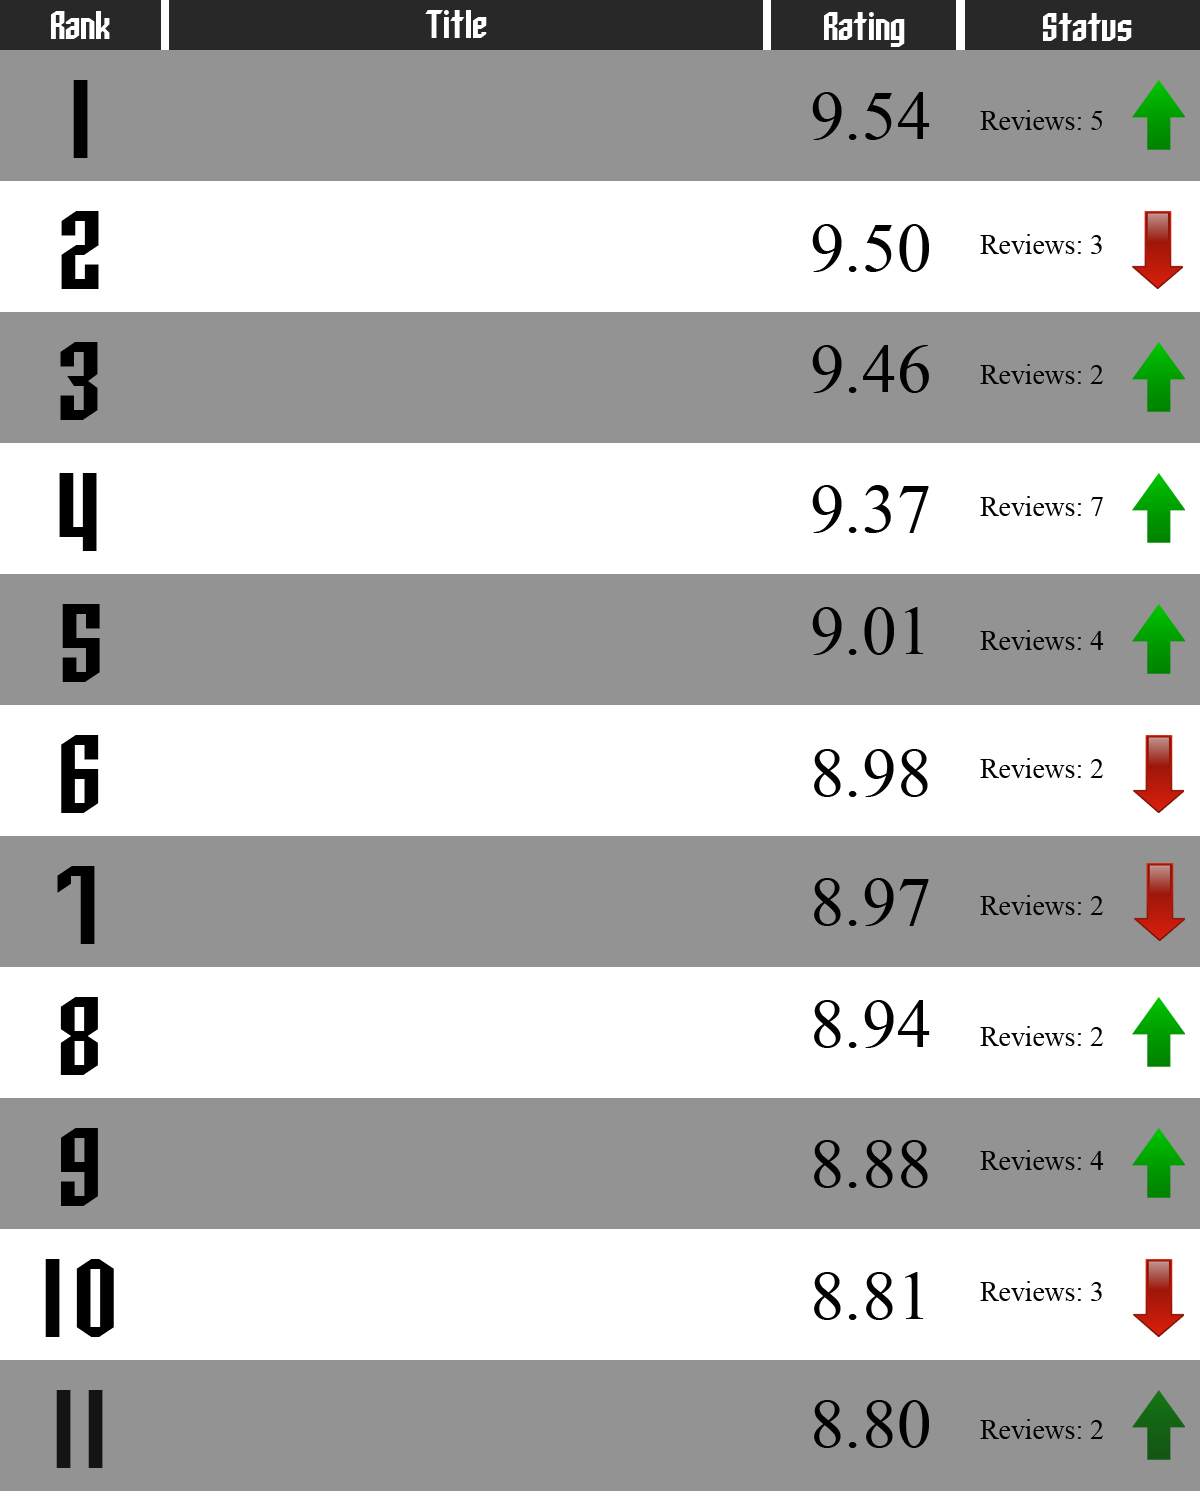 Rank Title Rating Status
1 9.54 Reviews: 5
2 9.50 Reviews: 3
3 9.46 Reviews: 2
4 9.37 Reviews: 7
5 9.01 Reviews: 4
6 8.98 Reviews: 2
7 8.97 Reviews: 2
8 8.94 Reviews: 2
9 8.88 Reviews: 4
10 8.81 Reviews: 3
11 8.80 Reviews: 2